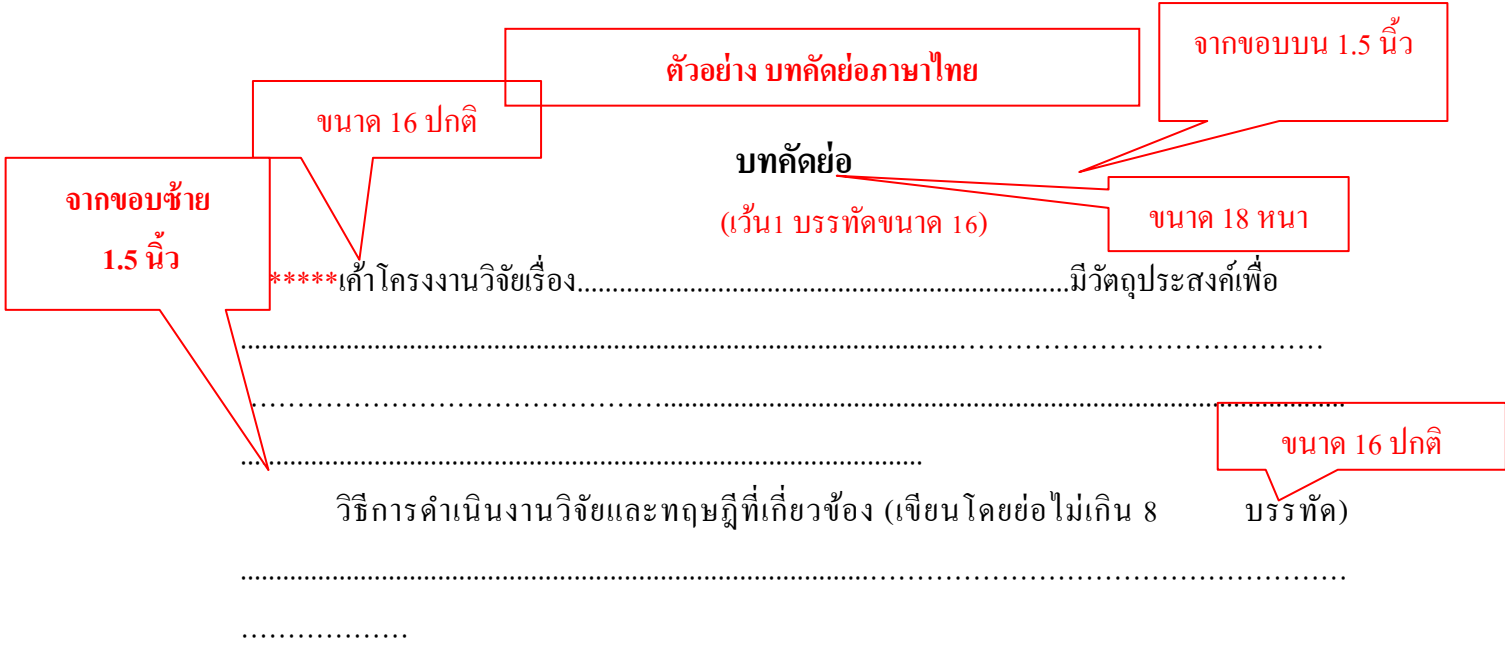 จากขอบบน 1.5 นิ้ว
ตัวอย่าง บทคัดย่อภาษาไทย
ขนาด 16 ปกติ
บทคัดย่อ
จากขอบซ้าย
1.5 นิ้ว
(เว้น1 บรรทัดขนาด 16)
ขนาด 18 หนา
*****เค้าโครงงานวิจัยเรื่อง......................................................................มีวัตถุประสงค์เพื่อ
......................................................................................................…………………………………
……………………………………...................................................................................................
.................................................................................................
ขนาด 16 ปกติ
วิธีการดำเนินงานวิจัยและทฤษฎีที่เกี่ยวข้อง (เขียนโดยย่อไม่เกิน 8 บรรทัด)
.........................................................................................……………………………………………
………………